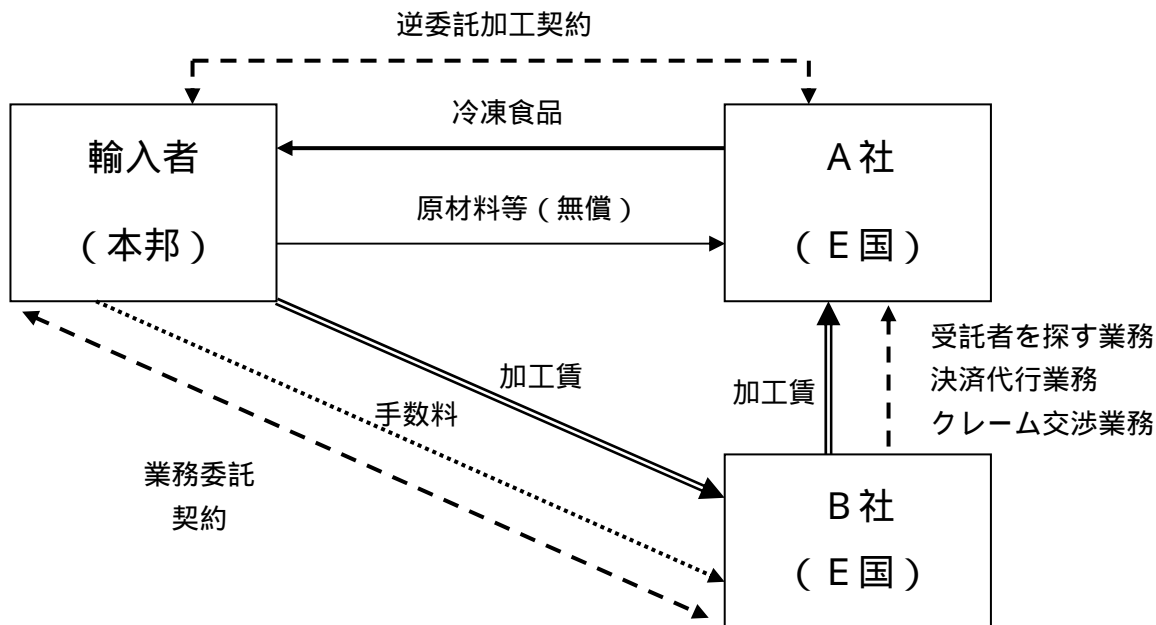 逆委託加工契約
輸入者
（本邦）
冷凍食品
原材料等（無償）
Ａ社
（Ｅ国）
加工賃
手数料
業務委託
契約
加工賃
受託者を探す業務
決済代行業務
クレーム交渉業務
Ｂ社
（Ｅ国）